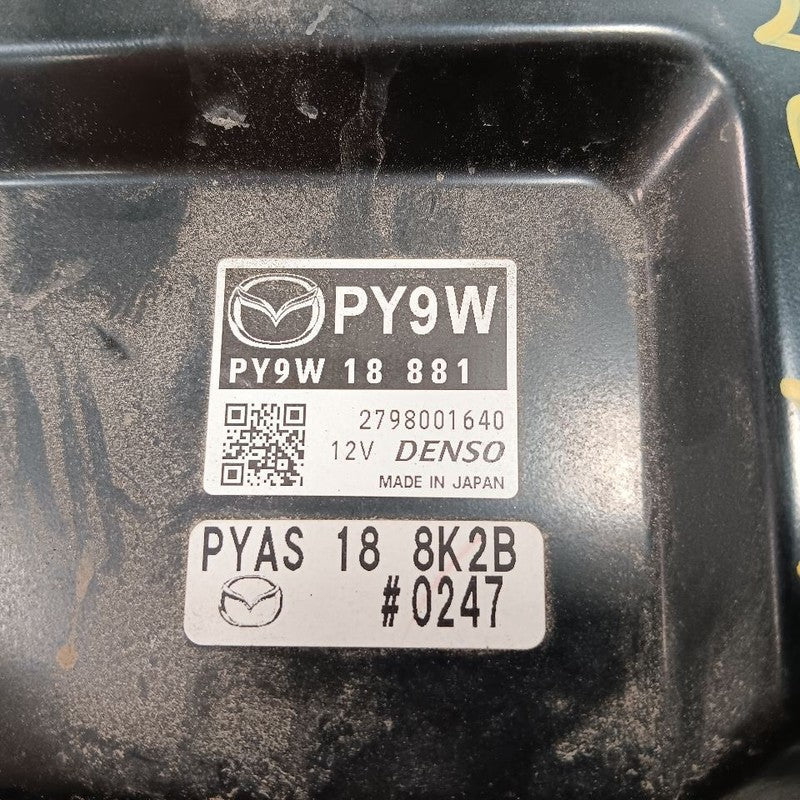 PY9W
PY9W 18 881
2798001640
12V DENSO
MADE IN JAPAN
PYAS 18 8K2B
#0247